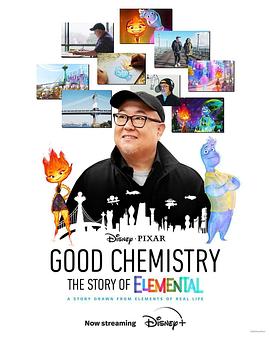 Disney · PIXAR
GOOD CHEMISTRY
THE STORY OF ELEMENTAL
A STORY DRAWN FROM ELEMENTS OF REAL LIFE
Now streaming Disney+